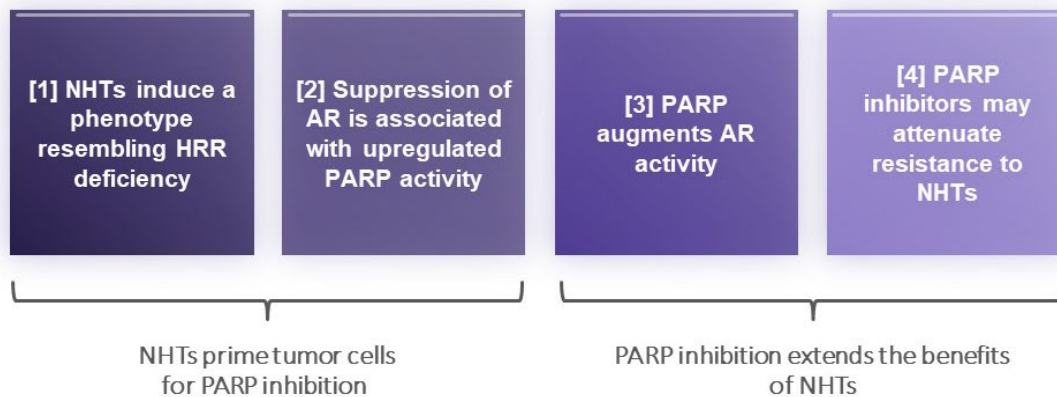 [1] NHTs induce a
phenotype
resembling HRR
deficiency
[2] Suppression of
AR is associated
with upregulated
PARP activity
[3] PARP
augments AR
activity
[4] PARP
inhibitors may
attenuate
resistance to
NHTs
NHTs prime tumor cells
for PARP inhibition
PARP inhibition extends the benefits
of NHTs